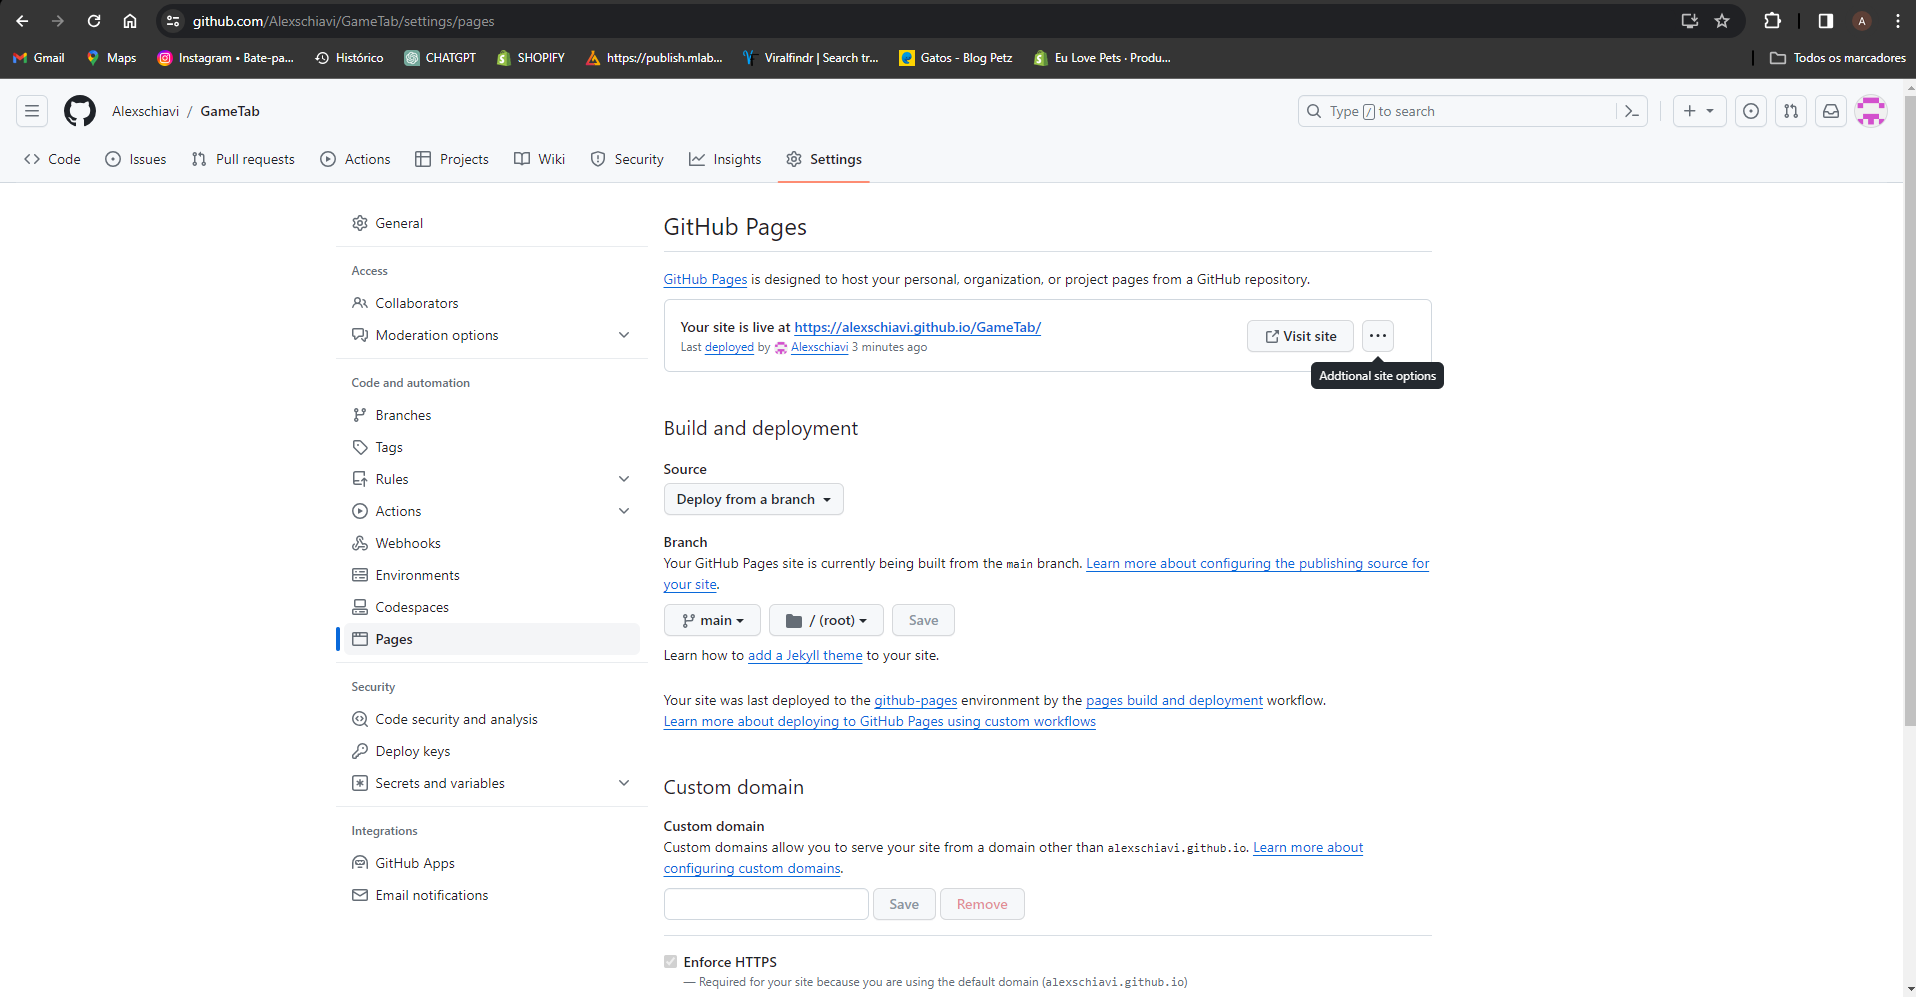 github.com/Alexschiavi/GameTab/settings/pages
A
Gmail
Maps
Instagram • Bate-pa...
Histórico
CHATGPT
SHOPIFY
https://publish.mlab...
Viralfindr | Search tr...
Gatos - Blog Petz
Eu Love Pets · Produ...
Todos os marcadores
Alexschiavi / GameTab
Type / to search
Code
Issues
Pull requests
Actions
Projects
Wiki
Security
Insights
Settings
General
Access
Collaborators
Moderation options
Code and automation
Branches
Tags
Rules
Actions
Webhooks
Environments
Codespaces
Pages
Security
Code security and analysis
Deploy keys
Secrets and variables
Integrations
GitHub Apps
Email notifications
GitHub Pages
GitHub Pages is designed to host your personal, organization, or project pages from a GitHub repository.
Your site is live at https://alexschiavi.github.io/GameTab/
Last deployed by Alexschiavi 3 minutes ago
Visit site
Addtional site options
Build and deployment
Source
Deploy from a branch
Branch
Your GitHub Pages site is currently being built from the main branch. Learn more about configuring the publishing source for
your site.
main
/ (root)
Save
Learn how to add a Jekyll theme to your site.
Your site was last deployed to the github-pages environment by the pages build and deployment workflow.
Learn more about deploying to GitHub Pages using custom workflows
Custom domain
Custom domain
Custom domains allow you to serve your site from a domain other than alexschiavi.github.io. Learn more about
configuring custom domains.
Save
Remove
Enforce HTTPS
— Required for your site because you are using the default domain (alexschiavi.github.io)